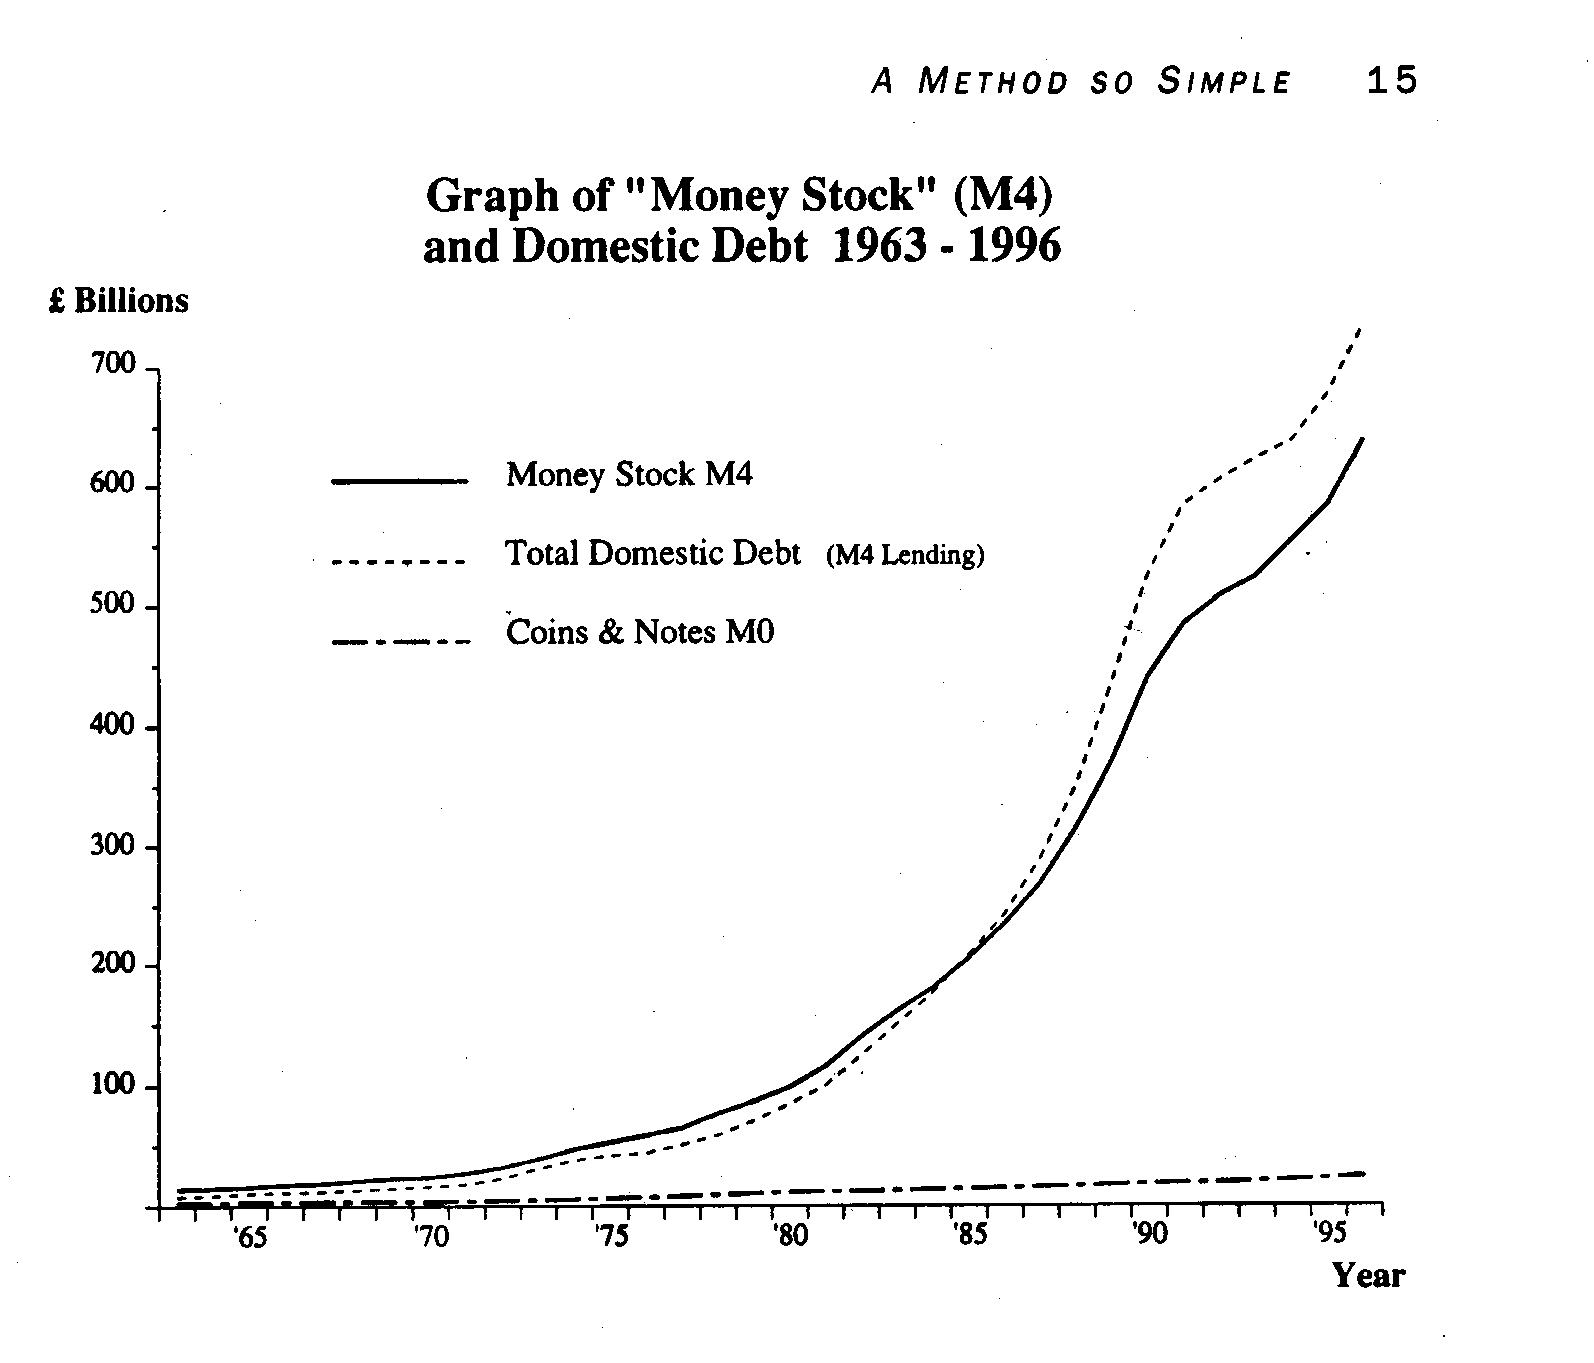 A METHOD SO SIMPLE 15
Graph of "Money Stock" (M4)
and Domestic Debt 1963 - 1996
£ Billions
700
600
500
400
300
200
100
Money Stock M4
Total Domestic Debt (M4 Lending)
Coins & Notes M0
'65 '70 '75 '80 '85 '90 '95
Year